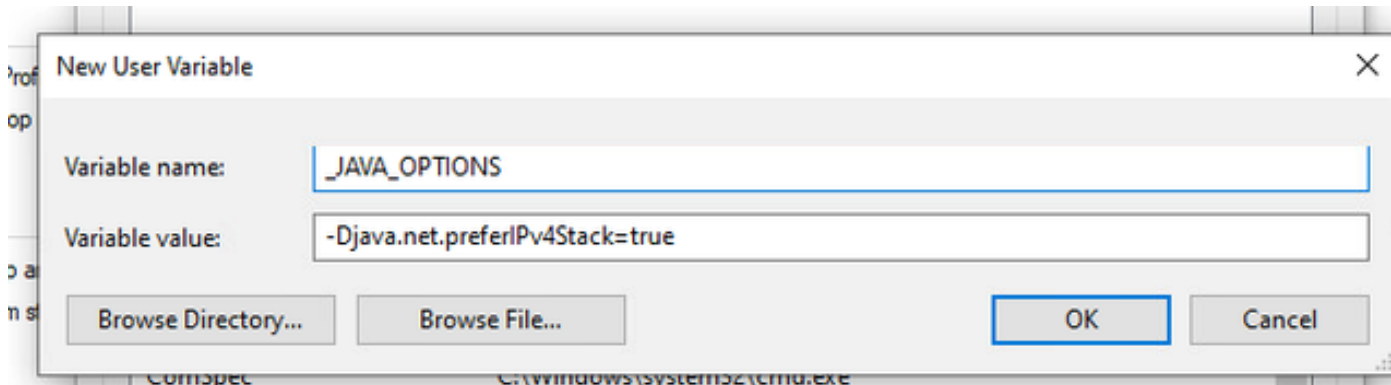 New User Variable
Variable name:
_JAVA_OPTIONS
Variable value:
-Djava.net.preferIPv4Stack=true
Browse Directory...
Browse File...
OK
Cancel
ComSpec
C:\Windows\system32\cmd.exe